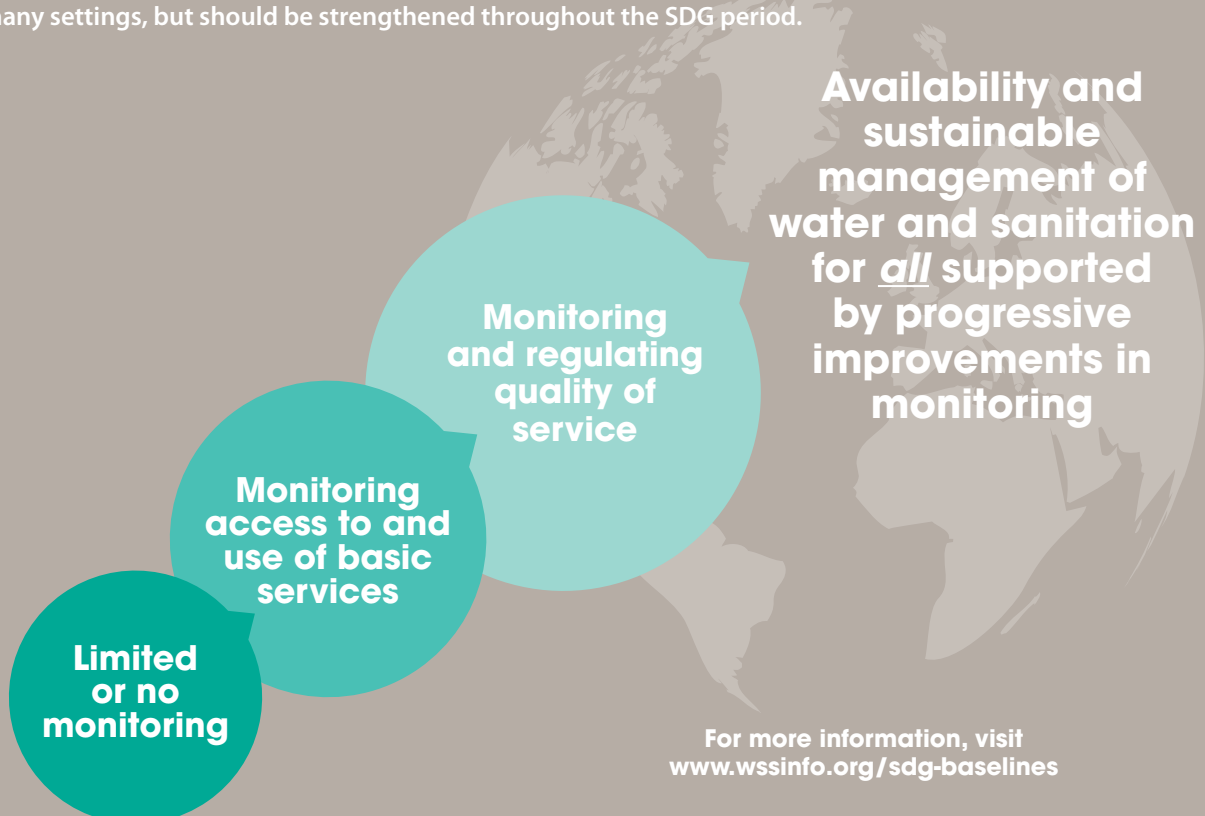 any settings, but should be strengthened throughout the SDG period.
Availability and
sustainable
management of
water and sanitation
for all supported
by progressive
improvements in
monitoring
Monitoring
and regulating
quality of
service
Monitoring
access to and
use of basic
services
Limited
or no
monitoring
For more information, visit
www.wssinfo.org/sdg-baselines